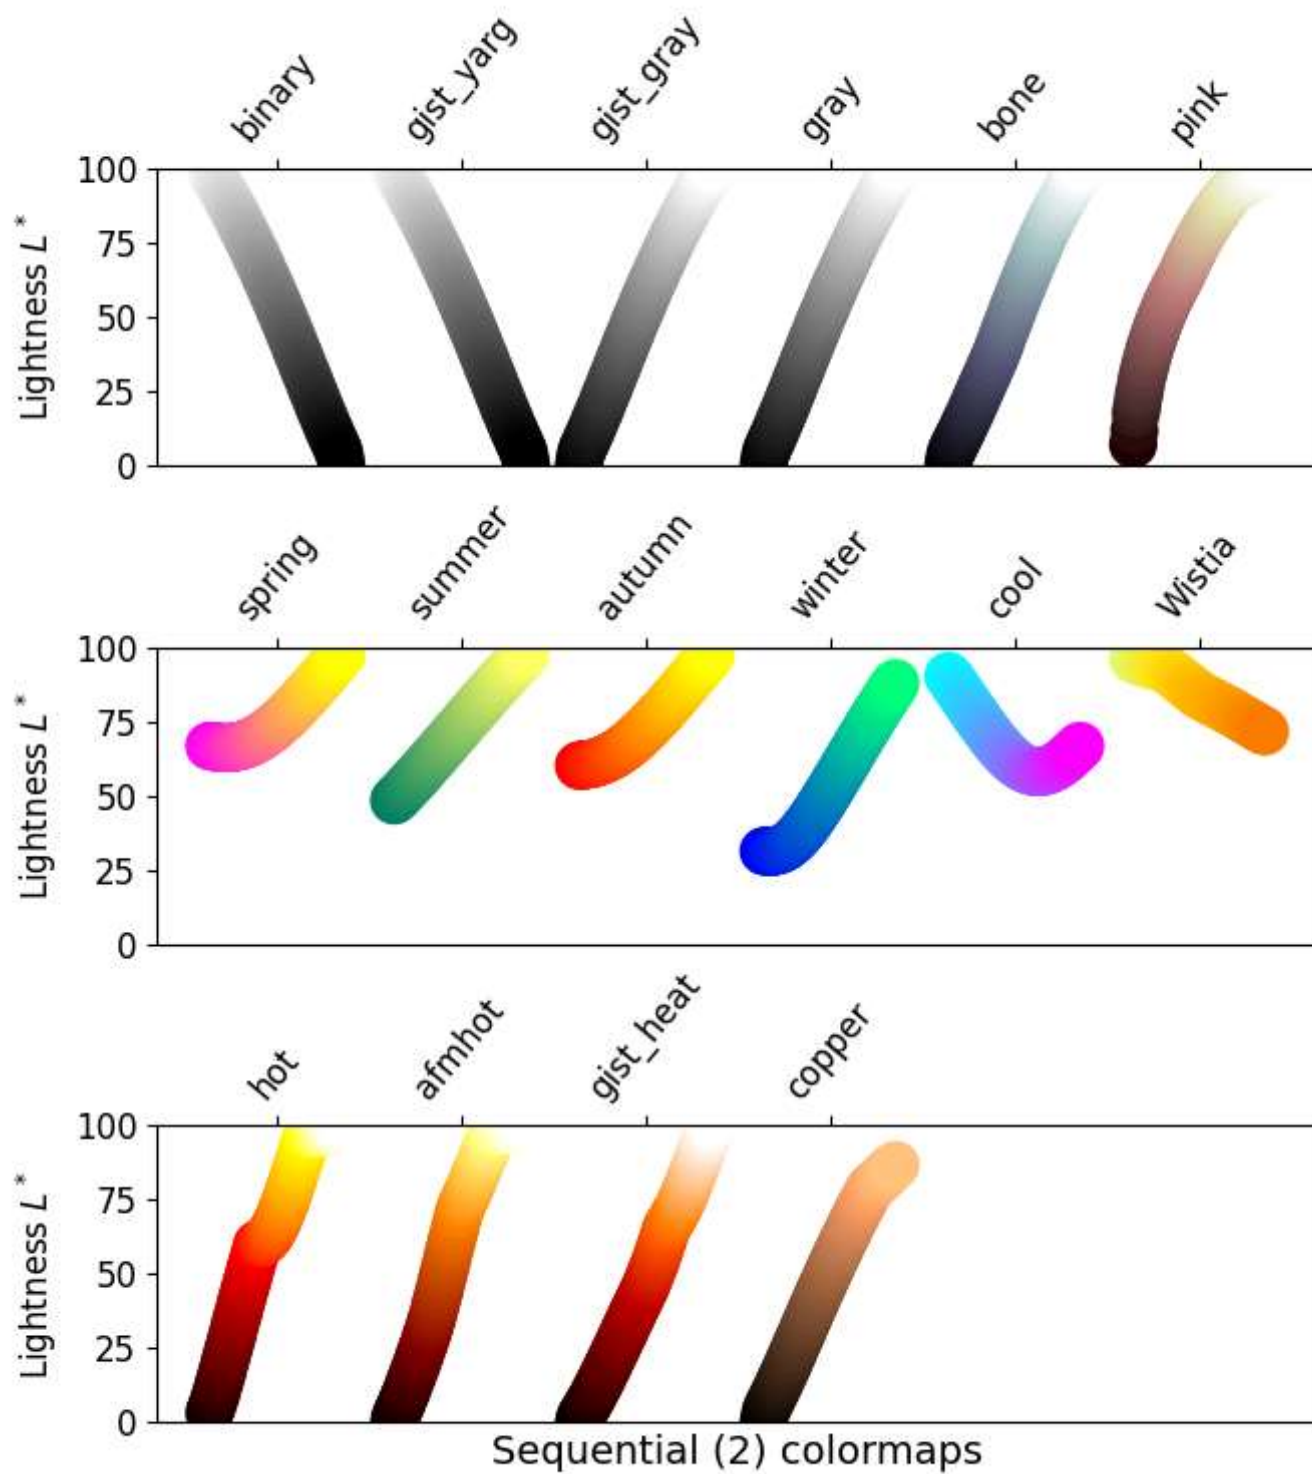 binary gist_yarg gist_gray gray bone pink
100
75
50
25
0
Lightness L*
spring summer autumn winter cool Wistia
100
75
50
25
0
Lightness L*
hot afmhot gist_heat copper
100
75
50
25
0
Lightness L*
Sequential (2) colormaps